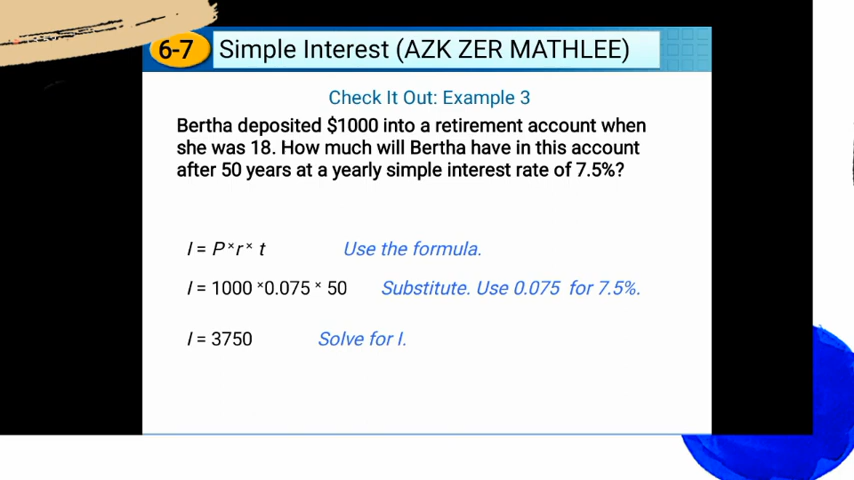 6-7 Simple Interest (AZK ZER MATHLEE)
Check It Out: Example 3
Bertha deposited $1000 into a retirement account when
she was 18. How much will Bertha have in this account
after 50 years at a yearly simple interest rate of 7.5%?
I = P × r × t Use the formula.
I = 1000 × 0.075 × 50 Substitute. Use 0.075 for 7.5%.
I = 3750 Solve for I.